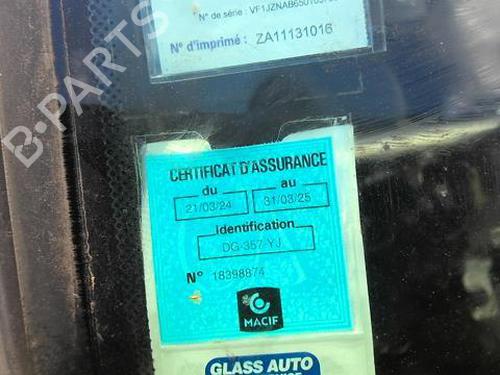 N° de série : VF1JZNAB650
N° d'imprimé : ZA11131016
B-PARTS
CERTIFICAT D'ASSURANCE
du au
21/03/24 31/03/25
Identification
DG-357-YJ
N° 18398874
MACIF
GLASS AUTO